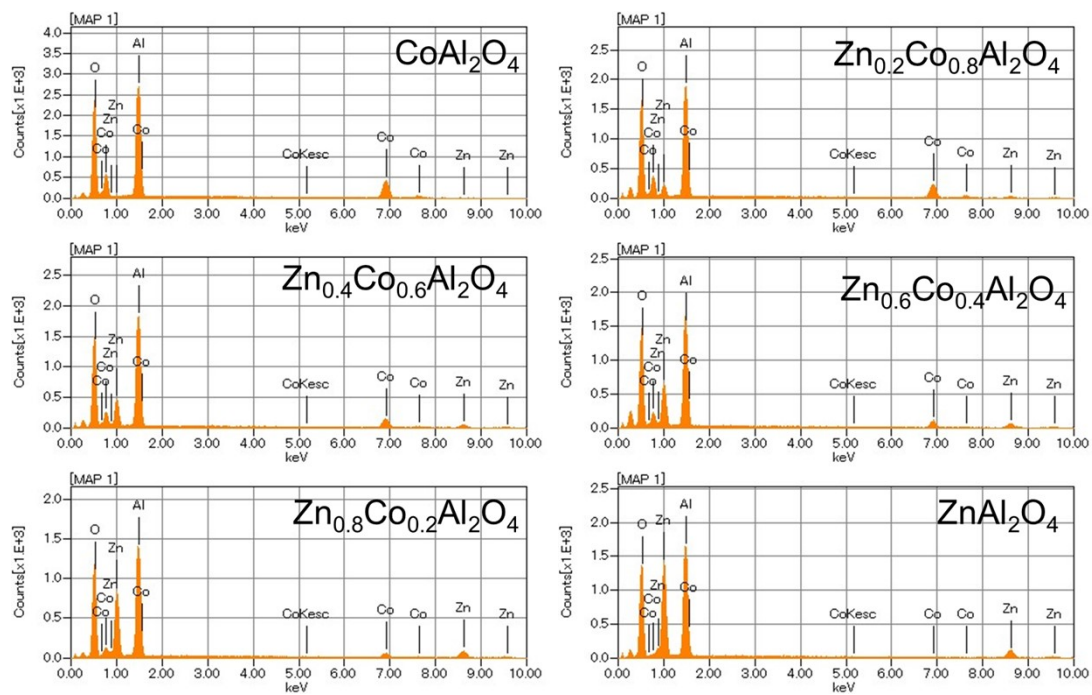 [MAP 1]
CoAl2O4
Counts[x1.E+3]
4.0
3.5
3.0
2.5
2.0
1.5
1.0
0.5
0.0
O
Al
Zn
Zn
Co
Co
Co
CoKesc
Co
Co
Zn
Zn
0.00 1.00 2.00 3.00 4.00 5.00 6.00 7.00 8.00 9.00 10.00
keV
[MAP 1]
Zn0.2Co0.8Al2O4
Counts[x1.E+3]
2.5
2.0
1.5
1.0
0.5
0.0
O
Al
Zn
Zn
Co
Co
Co
CoKesc
Co
Co
Zn
Zn
0.00 1.00 2.00 3.00 4.00 5.00 6.00 7.00 8.00 9.00 10.00
keV
[MAP 1]
Zn0.4Co0.6Al2O4
Counts[x1.E+3]
2.5
2.0
1.5
1.0
0.5
0.0
O
Al
Zn
Zn
Co
Co
Co
CoKesc
Co
Co
Zn
Zn
0.00 1.00 2.00 3.00 4.00 5.00 6.00 7.00 8.00 9.00 10.00
keV
[MAP 1]
Zn0.6Co0.4Al2O4
Counts[x1.E+3]
2.5
2.0
1.5
1.0
0.5
0.0
O
Al
Zn
Zn
Co
Co
Co
CoKesc
Co
Co
Zn
Zn
0.00 1.00 2.00 3.00 4.00 5.00 6.00 7.00 8.00 9.00 10.00
keV
[MAP 1]
Zn0.8Co0.2Al2O4
Counts[x1.E+3]
2.0
1.5
1.0
0.5
0.0
O
Al
Zn
Zn
Co
Co
Co
CoKesc
Co
Co
Zn
Zn
0.00 1.00 2.00 3.00 4.00 5.00 6.00 7.00 8.00 9.00 10.00
keV
[MAP 1]
ZnAl2O4
Counts[x1.E+3]
2.5
2.0
1.5
1.0
0.5
0.0
O
Al
Zn
Zn
Co
Co
Co
CoKesc
Co
Co
Zn
Zn
0.00 1.00 2.00 3.00 4.00 5.00 6.00 7.00 8.00 9.00 10.00
keV